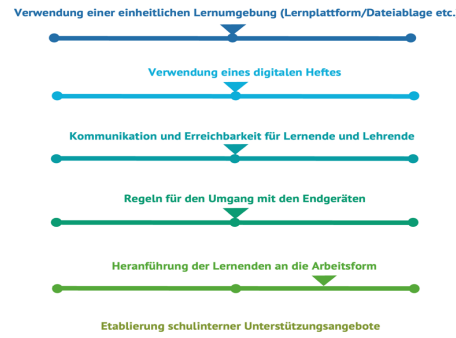 Verwendung einer einheitlichen Lernumgebung (Lernplattform/Dateiablage etc.
Verwendung eines digitalen Heftes
Kommunikation und Erreichbarkeit für Lernende und Lehrende
Regeln für den Umgang mit den Endgeräten
Heranführung der Lernenden an die Arbeitsform
Etablierung schulinterner Unterstützungsangebote